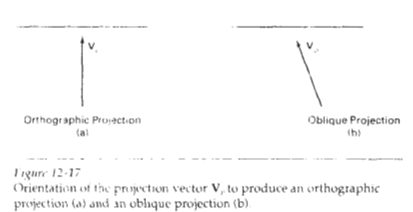 V
V
Orthographic Projection
(a)
Oblique Projection
(b)
Figure 12-17
Orientation of the projection vector Vp to produce an orthographic
projection (a) and an oblique projection (b).